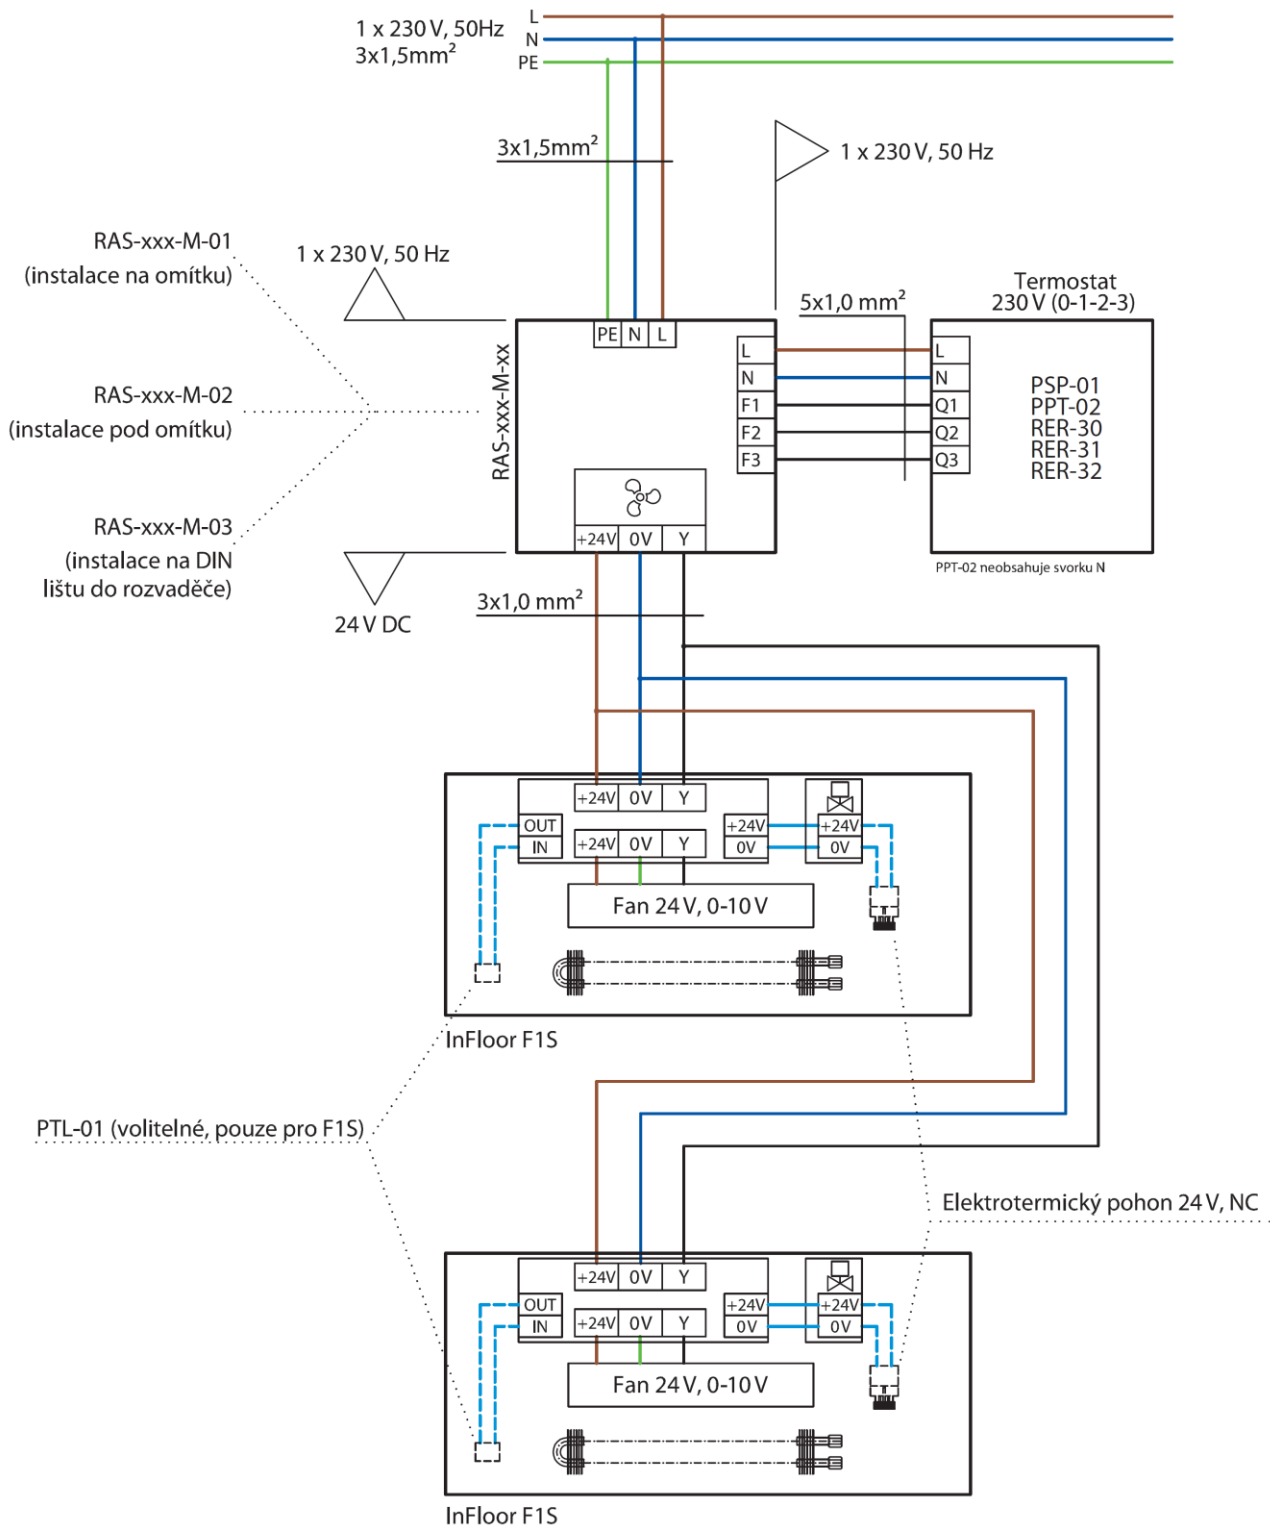 L
1 x 230 V, 50Hz
N
3x1,5mm²
PE
3x1,5mm²
1 x 230 V, 50 Hz
RAS-xxx-M-01
(instalace na omítku)
1 x 230 V, 50 Hz
Termostat
230 V (0-1-2-3)
5x1,0 mm²
PE N L
RAS-xxx-M-xx
L
N
F1
F2
F3
L
N
Q1
Q2
Q3
PSP-01
PPT-02
RER-30
RER-31
RER-32
RAS-xxx-M-02
(instalace pod omítku)
RAS-xxx-M-03
(instalace na DIN
lištu do rozvaděče)
+24V 0V Y
PPT-02 neobsahuje svorku N
24 V DC
3x1,0 mm²
+24V 0V Y
OUT
IN
+24V 0V Y
+24V
0V
+24V
0V
Fan 24 V, 0-10 V
InFloor F1S
PTL-01 (volitelné, pouze pro F1S)
Elektrotermický pohon 24 V, NC
+24V 0V Y
OUT
IN
+24V 0V Y
+24V
0V
+24V
0V
Fan 24 V, 0-10 V
InFloor F1S